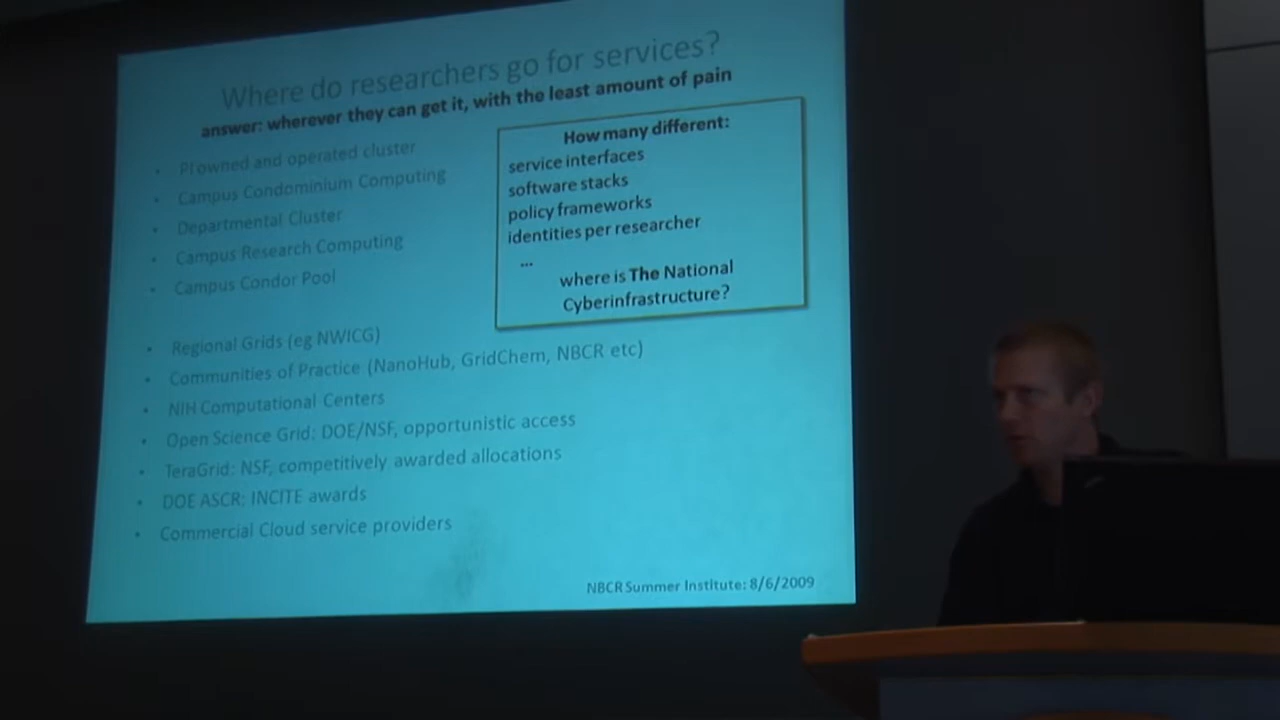 Where do researchers go for services?
answer: wherever they can get it, with the least amount of pain
• PI owned and operated cluster
• Campus Condominium Computing
• Departmental Cluster
• Campus Research Computing
• Campus Condor Pool
How many different:
service interfaces
software stacks
policy frameworks
identities per researcher
...
where is The National
Cyberinfrastructure?
• Regional Grids (eg NWICG)
• Communities of Practice (NanoHub, GridChem, NBCR etc)
• NIH Computational Centers
• Open Science Grid: DOE/NSF, opportunistic access
• TeraGrid: NSF, competitively awarded allocations
• DOE ASCR: INCITE awards
• Commercial Cloud service providers
NBCR Summer Institute: 8/6/2009